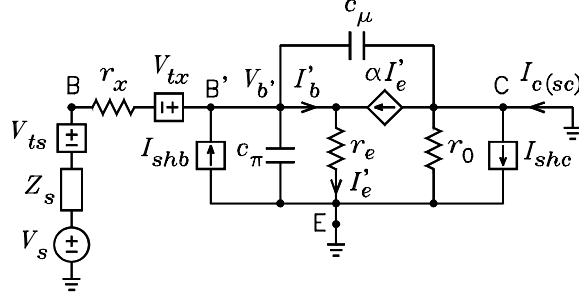 c_μ
B r_x V_tx B' V_b' I'_b αI'_e C I_c(sc)
V_ts I_shb c_π r_e r_0 I_shc
Z_s I'_e
E
V_s